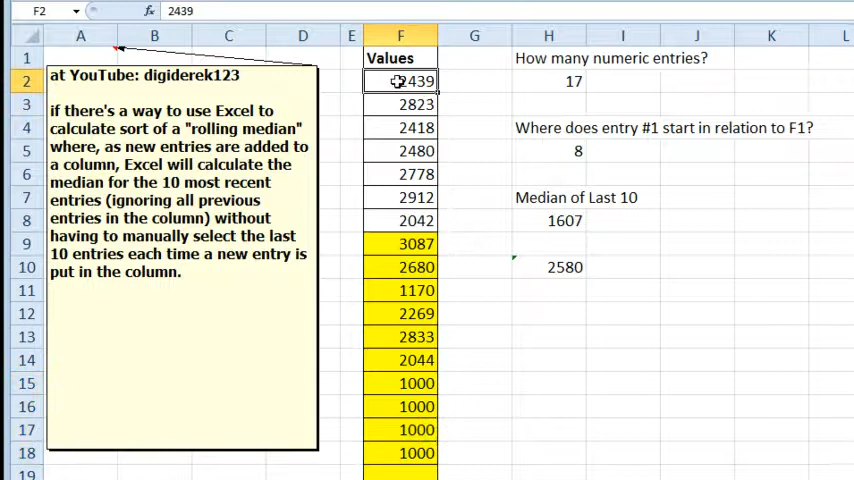 F2 fx 2439
A B C D E F G H I J K L
1 Values How many numeric entries?
2 2439 17
3 2823
4 2418 Where does entry #1 start in relation to F1?
5 2480 8
6 2778
7 2912 Median of Last 10
8 2042 1607
9 3087
10 2680 2580
11 1170
12 2269
13 2833
14 2044
15 1000
16 1000
17 1000
18 1000
19
at YouTube: digiderek123
if there's a way to use Excel to
calculate sort of a "rolling median"
where, as new entries are added to
a column, Excel will calculate the
median for the 10 most recent
entries (ignoring all previous
entries in the column) without
having to manually select the last
10 entries each time a new entry is
put in the column.